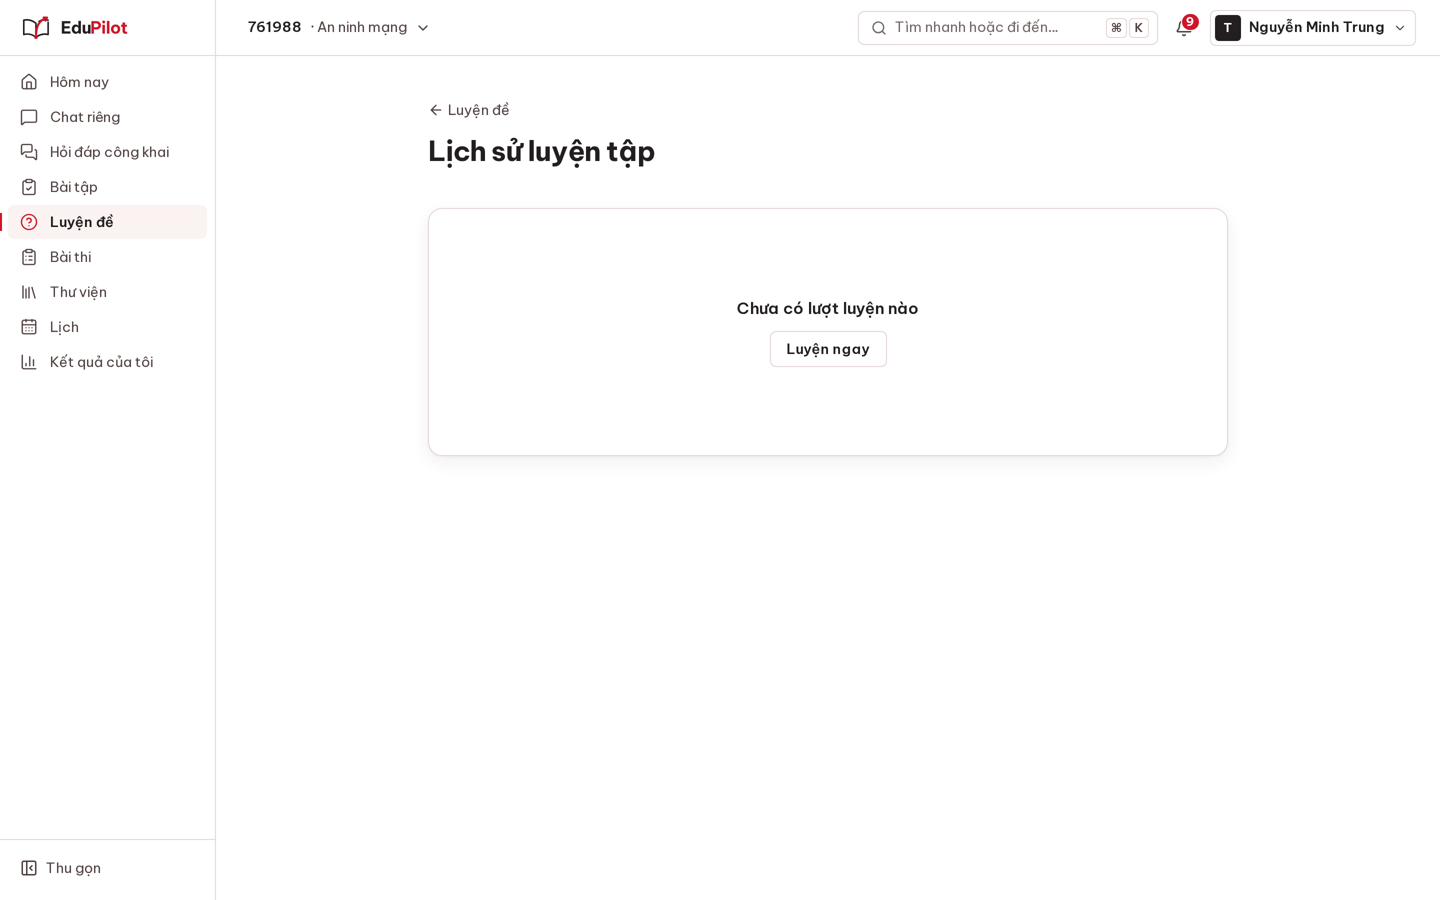 EduPilot
761988 · An ninh mạng
Tìm nhanh hoặc đi đến...
⌘ K
9
T
Nguyễn Minh Trung
Hôm nay
Chat riêng
Hỏi đáp công khai
Bài tập
Luyện đề
Bài thi
Thư viện
Lịch
Kết quả của tôi
Thu gọn
← Luyện đề
Lịch sử luyện tập
Chưa có lượt luyện nào
Luyện ngay